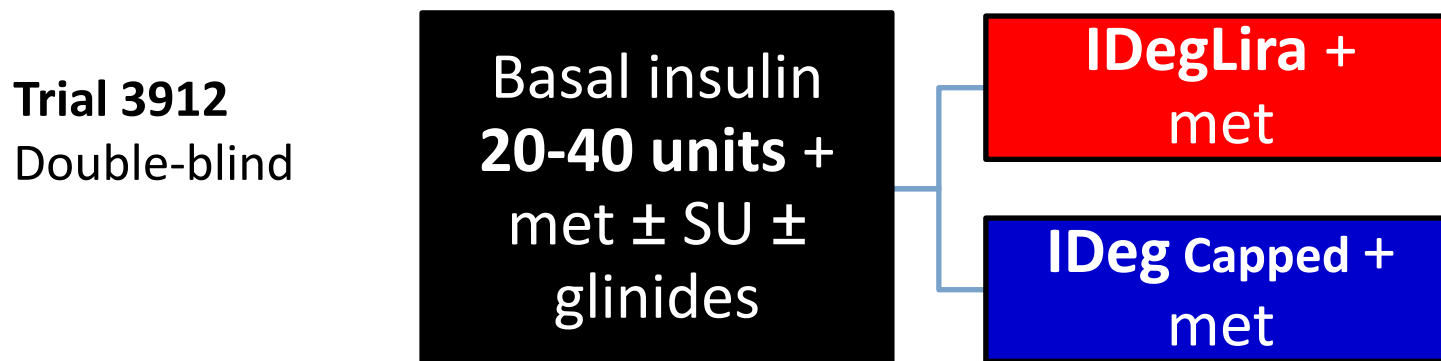 Trial 3912
Double-blind
Basal insulin
20-40 units +
met ± SU ±
glinides
IDegLira +
met
IDeg Capped +
met